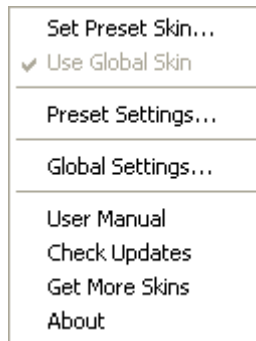 Set Preset Skin...
Use Global Skin
Preset Settings...
Global Settings...
User Manual
Check Updates
Get More Skins
About